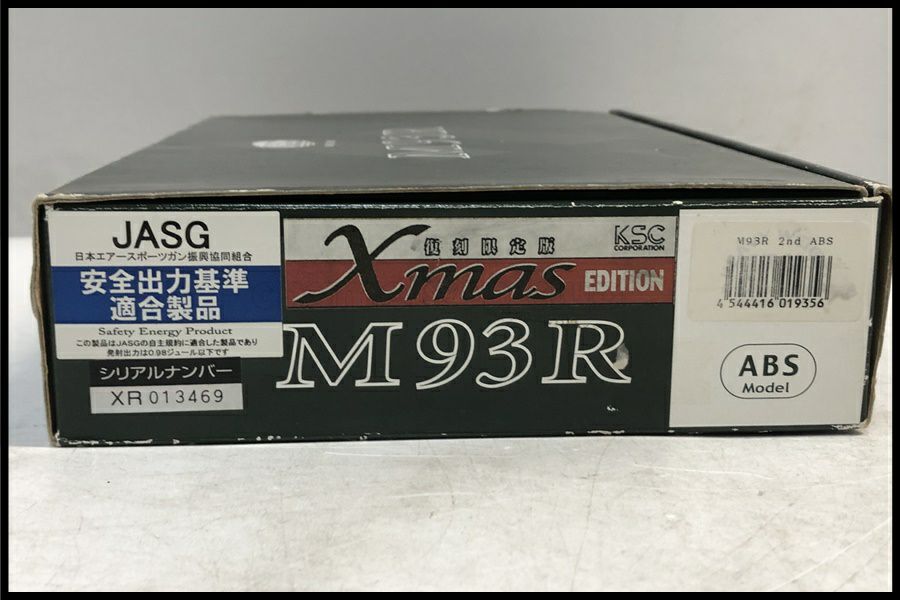 JASG
日本エアースポーツガン振興協同組合
安全出力基準
適合製品
Safety Energy Product
この製品はJASGの自主規約に適合した製品であり
発射出力は0.98ジュール以下です
シリアルナンバー
XR 013469
復刻限定版
Xmas
EDITION
KSC
CORPORATION
M93R
M93R 2nd ABS
4 544416 019356
ABS
Model